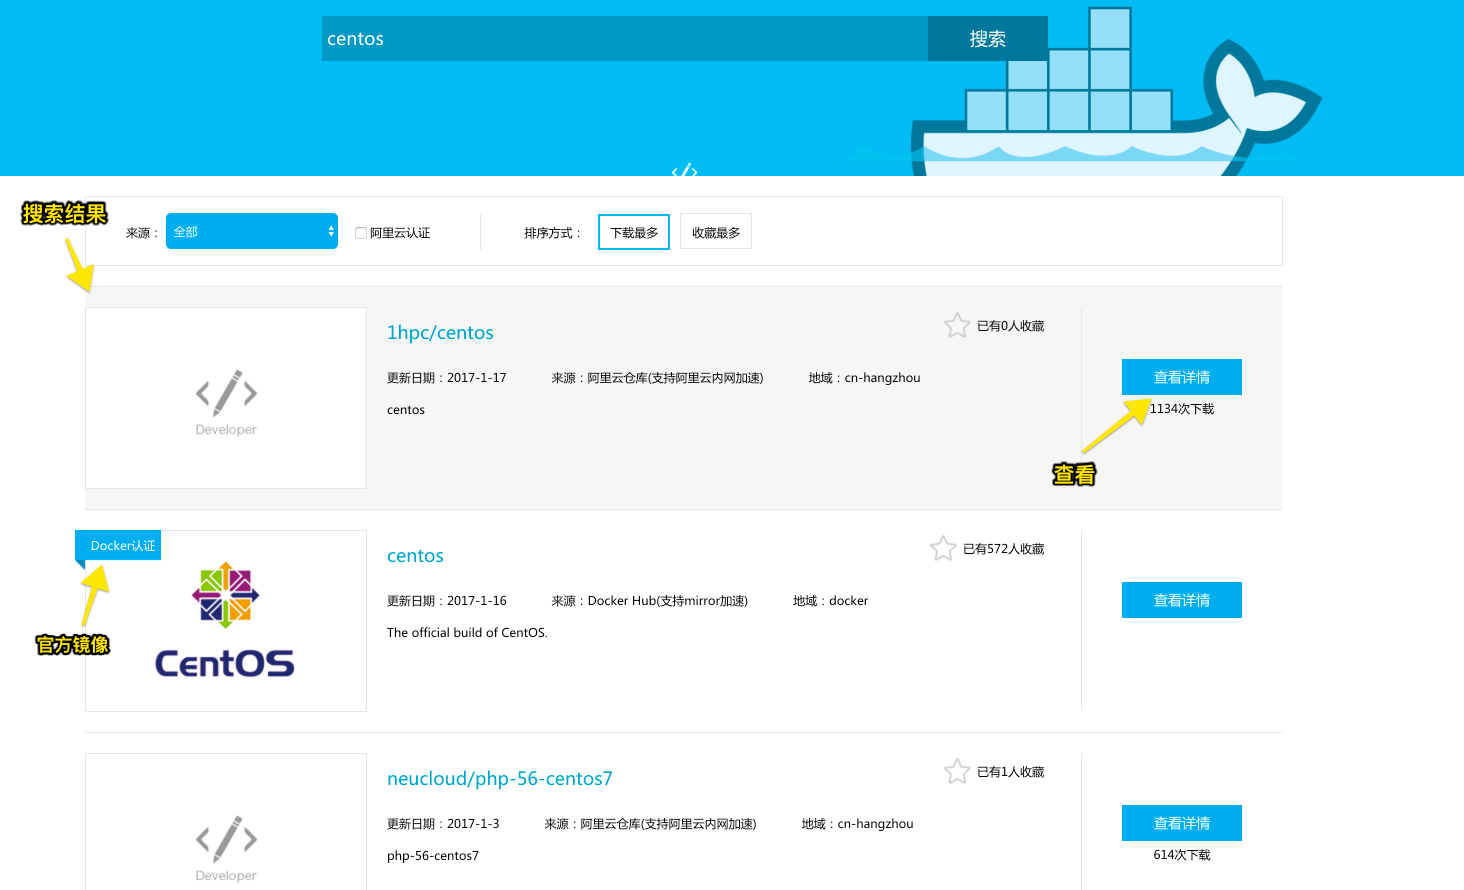 centos
搜索
搜索结果
来源：
全部
阿里云认证
排序方式：
下载最多
收藏最多
Developer
1hpc/centos
已有0人收藏
更新日期：2017-1-17
来源：阿里云仓库(支持阿里云内网加速)
地域：cn-hangzhou
centos
查看详情
1134次下载
查看
Docker认证
官方镜像
CentOS
centos
已有572人收藏
更新日期：2017-1-16
来源：Docker Hub(支持mirror加速)
地域：docker
The official build of CentOS.
查看详情
Developer
neucloud/php-56-centos7
已有1人收藏
更新日期：2017-1-3
来源：阿里云仓库(支持阿里云内网加速)
地域：cn-hangzhou
php-56-centos7
查看详情
614次下载